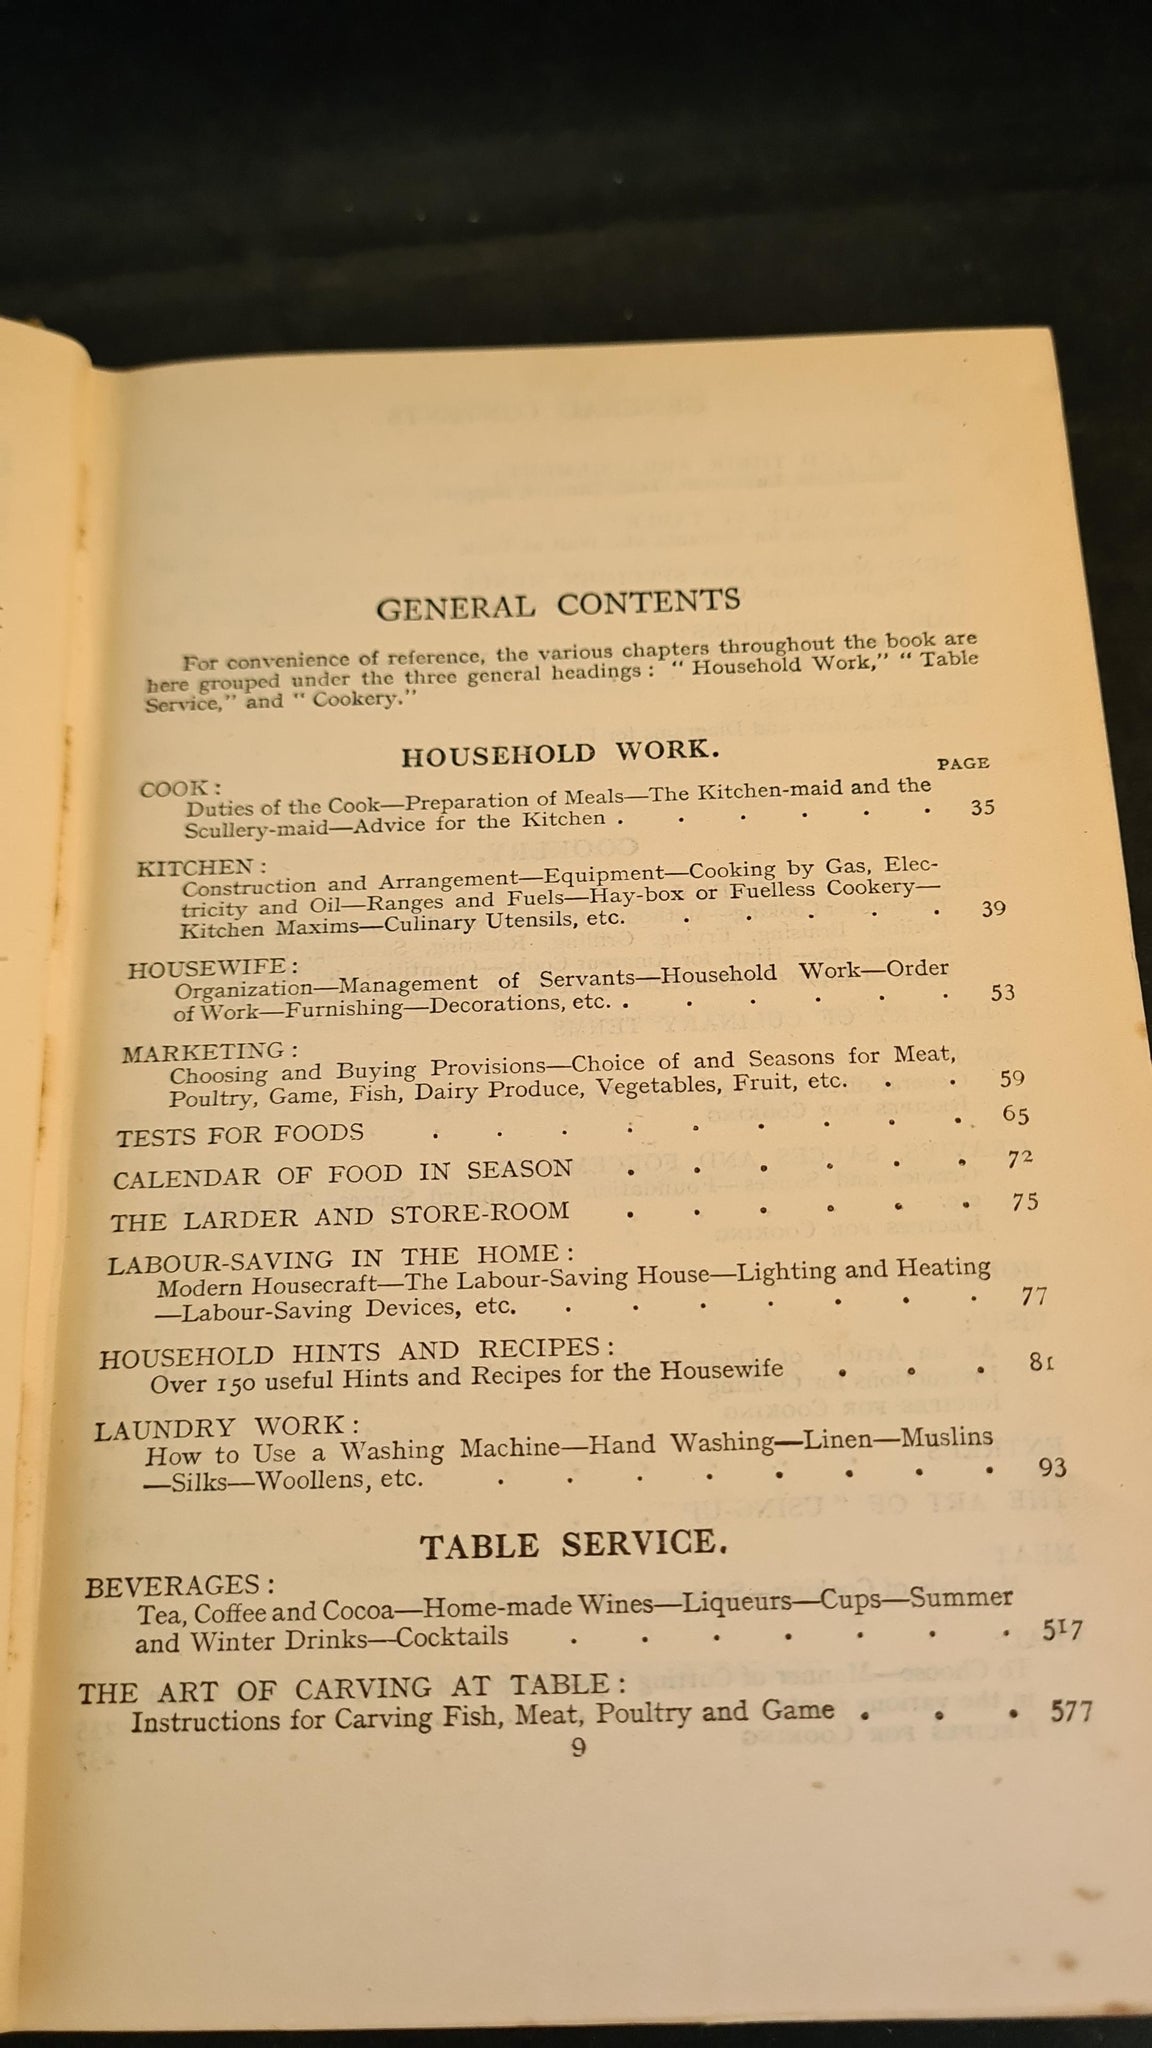 GENERAL CONTENTS
For convenience of reference, the various chapters throughout the book are
here grouped under the three general headings: "Household Work," "Table
Service," and "Cookery."
HOUSEHOLD WORK.
PAGE
COOK:
Duties of the Cook—Preparation of Meals—The Kitchen-maid and the
Scullery-maid—Advice for the Kitchen . . . . . . 35
KITCHEN:
Construction and Arrangement—Equipment—Cooking by Gas, Elec-
tricity and Oil—Ranges and Fuels—Hay-box or Fuelless Cookery—
Kitchen Maxims—Culinary Utensils, etc. . . . . . 39
HOUSEWIFE:
Organization—Management of Servants—Household Work—Order
of Work—Furnishing—Decorations, etc. . . . . . . 53
MARKETING:
Choosing and Buying Provisions—Choice of and Seasons for Meat,
Poultry, Game, Fish, Dairy Produce, Vegetables, Fruit, etc. . . 59
TESTS FOR FOODS . . . . . . . . . 65
CALENDAR OF FOOD IN SEASON . . . . . . 72
THE LARDER AND STORE-ROOM . . . . . . 75
LABOUR-SAVING IN THE HOME:
Modern Housecraft—The Labour-Saving House—Lighting and Heating
—Labour-Saving Devices, etc. . . . . . . . 77
HOUSEHOLD HINTS AND RECIPES:
Over 150 useful Hints and Recipes for the Housewife . . . 81
LAUNDRY WORK:
How to Use a Washing Machine—Hand Washing—Linen—Muslins
—Silks—Woollens, etc. . . . . . . . . 93
TABLE SERVICE.
BEVERAGES:
Tea, Coffee and Cocoa—Home-made Wines—Liqueurs—Cups—Summer
and Winter Drinks—Cocktails . . . . . . . 517
THE ART OF CARVING AT TABLE:
Instructions for Carving Fish, Meat, Poultry and Game . . . 577
9